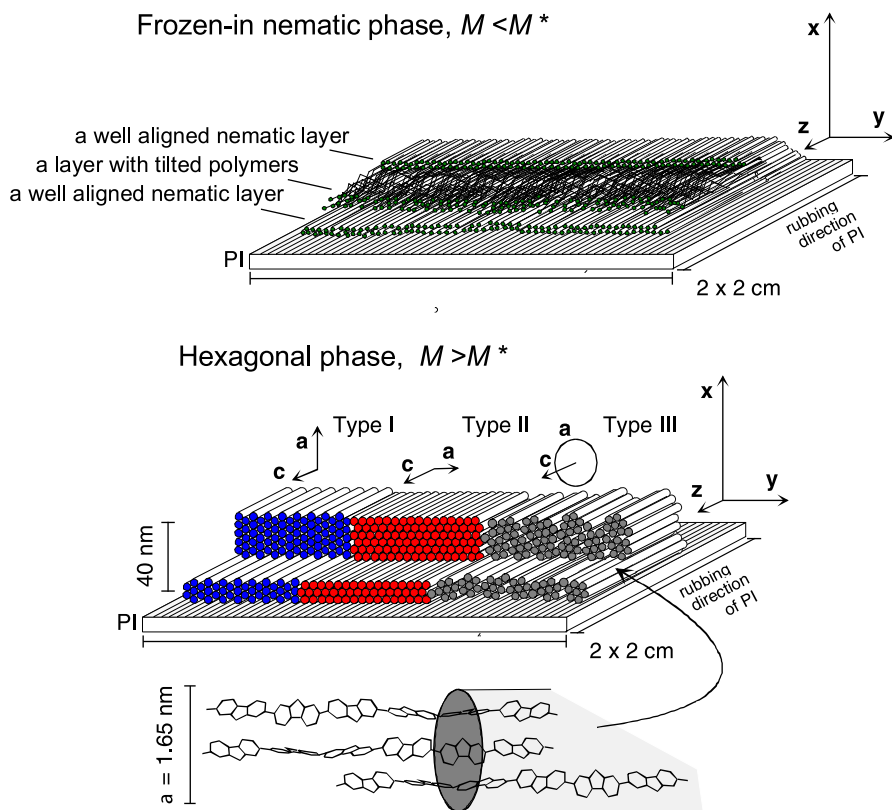 Frozen-in nematic phase, M <M *
x
y
z
a well aligned nematic layer
a layer with tilted polymers
a well aligned nematic layer
rubbing
direction
of PI
PI
2 x 2 cm
Hexagonal phase, M >M *
x
y
z
Type I
Type II
Type III
a
c
a
c
a
c
40 nm
rubbing
direction
of PI
PI
2 x 2 cm
a = 1.65 nm